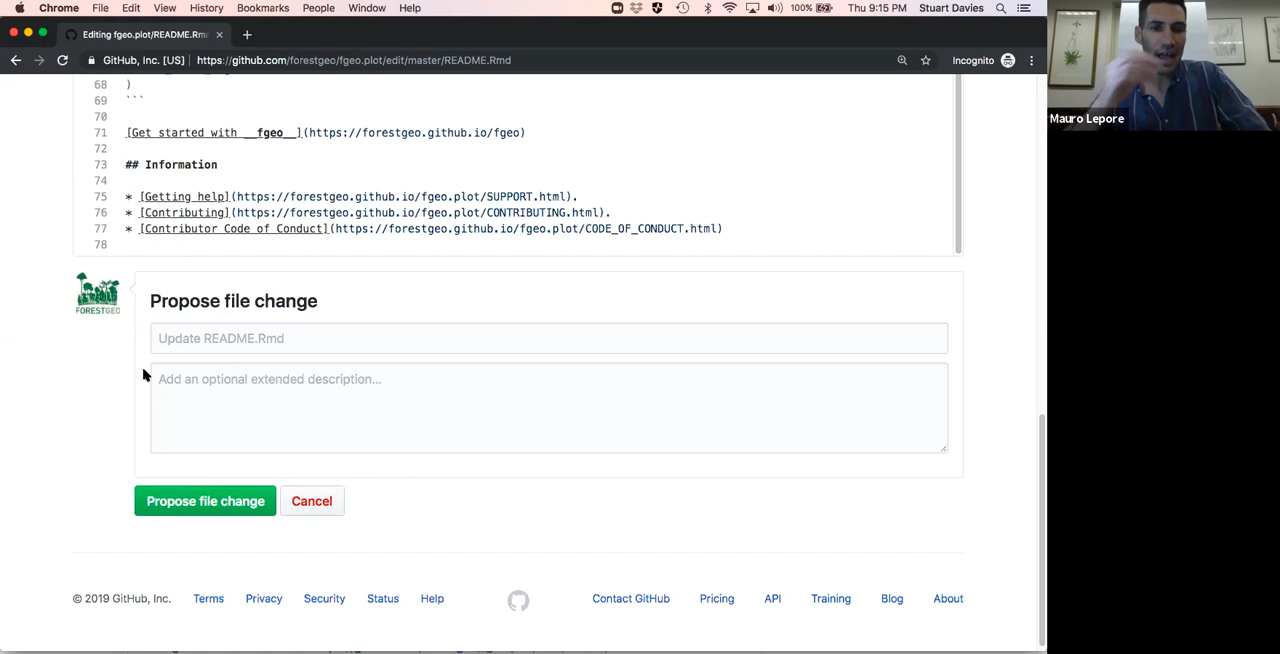 Chrome File Edit View History Bookmarks People Window Help 100% Thu 9:15 PM Stuart Davies
Editing fgeo.plot/README.Rm
GitHub, Inc. [US] https://github.com/forestgeo/fgeo.plot/edit/master/README.Rmd Incognito
Mauro Lepore
68 )
69 ```
70
71 [Get started with __fgeo__](https://forestgeo.github.io/fgeo)
72
73 ## Information
74
75 * [Getting help](https://forestgeo.github.io/fgeo.plot/SUPPORT.html).
76 * [Contributing](https://forestgeo.github.io/fgeo.plot/CONTRIBUTING.html).
77 * [Contributor Code of Conduct](https://forestgeo.github.io/fgeo.plot/CODE_OF_CONDUCT.html)
78
FORESTGEO
Propose file change
Update README.Rmd
Add an optional extended description...
Propose file change Cancel
© 2019 GitHub, Inc. Terms Privacy Security Status Help Contact GitHub Pricing API Training Blog About